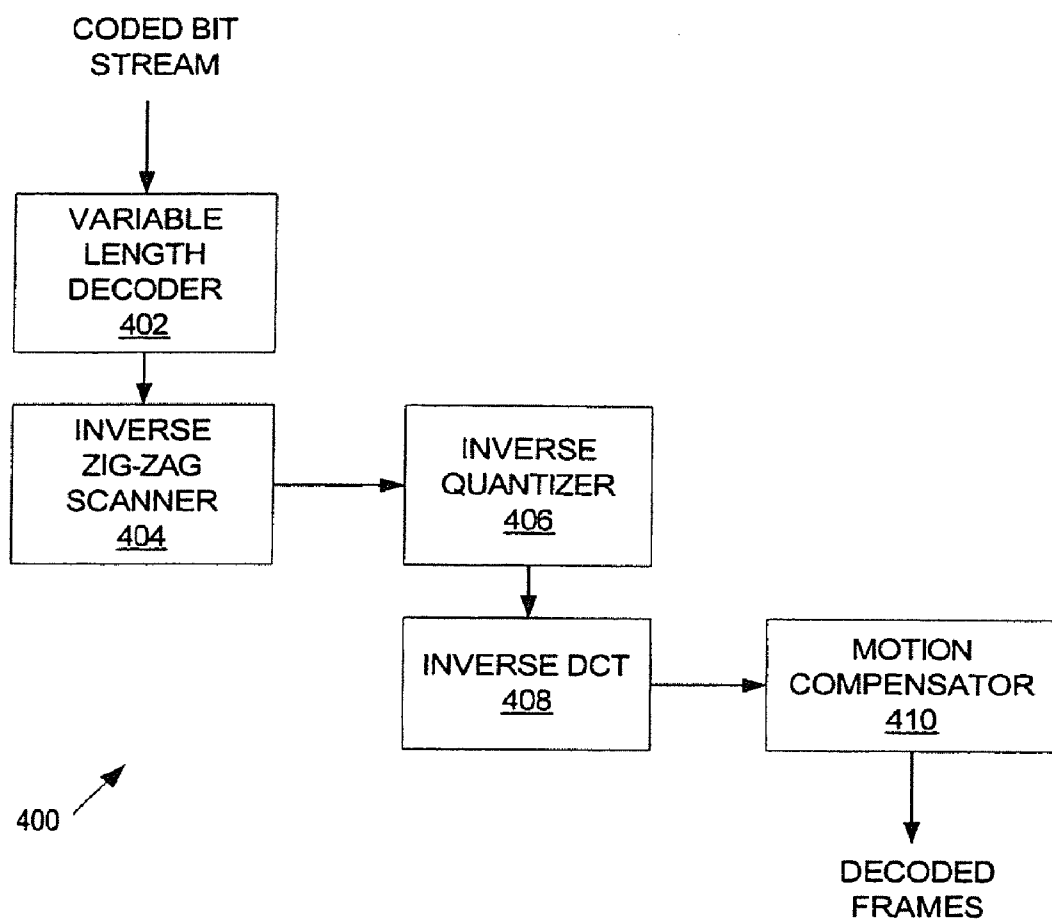 CODED BIT
STREAM
VARIABLE
LENGTH
DECODER
402
INVERSE
ZIG-ZAG
SCANNER
404
INVERSE
QUANTIZER
406
INVERSE DCT
408
MOTION
COMPENSATOR
410
400
DECODED
FRAMES